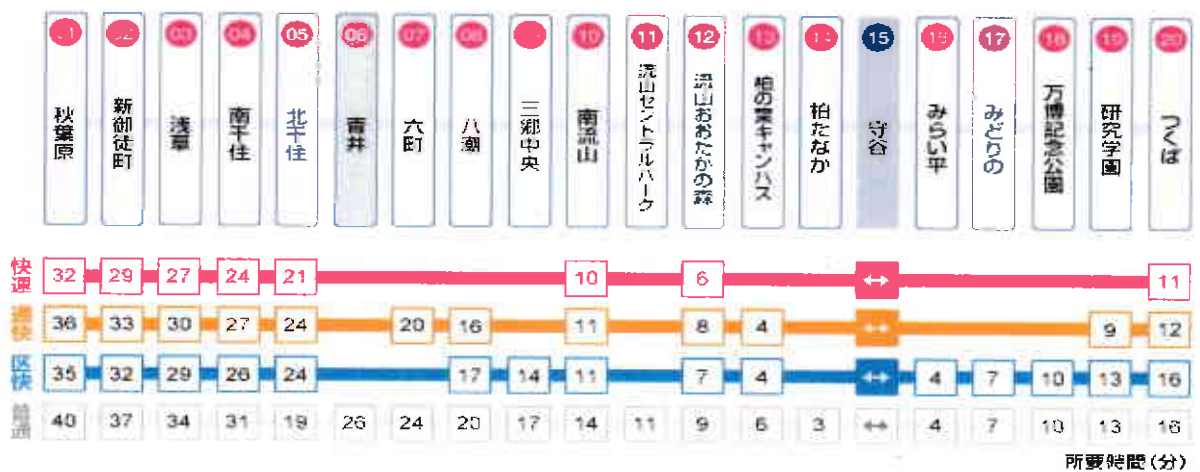 01 02 03 04 05 06 07 08 10 11 12 13 14 15 16 17 18 19 20
秋葉原
新御徒町
浅草
南千住
北千住
青井
六町
八潮
三郷中央
南流山
流山セントラルパーク
流山おおたかの森
柏の葉キャンパス
柏たなか
守谷
みらい平
みどりの
万博記念公園
研究学園
つくば
快速 32 29 27 24 21 10 6 ↔ 11
通快 36 33 30 27 24 20 16 11 8 4 ↔ 9 12
区快 35 32 29 26 24 17 14 11 7 4 ↔ 4 7 10 13 16
普通 40 37 34 31 19 26 24 20 17 14 11 9 6 3 ↔ 4 7 10 13 16
所要時間(分)